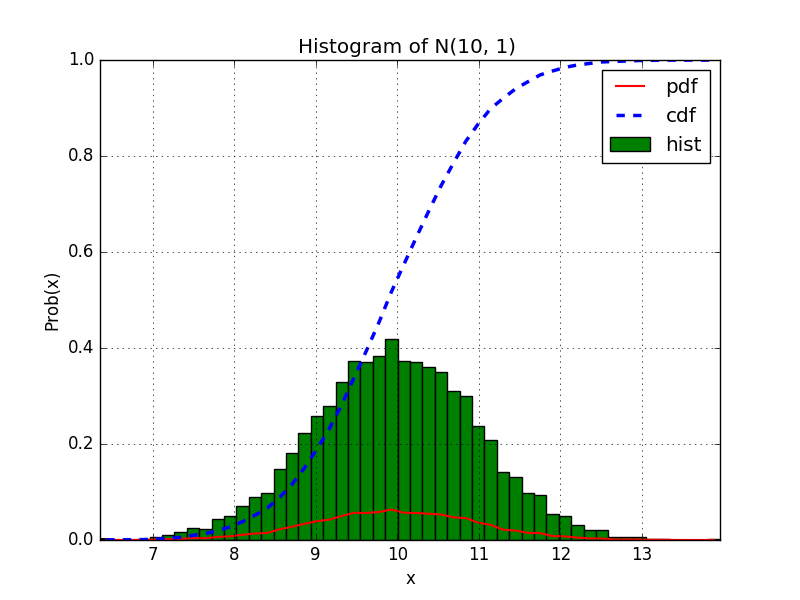 Histogram of N(10, 1)
1.0
0.8
0.6
0.4
0.2
0.0
Prob(x)
pdf
cdf
hist
7 8 9 10 11 12 13
x